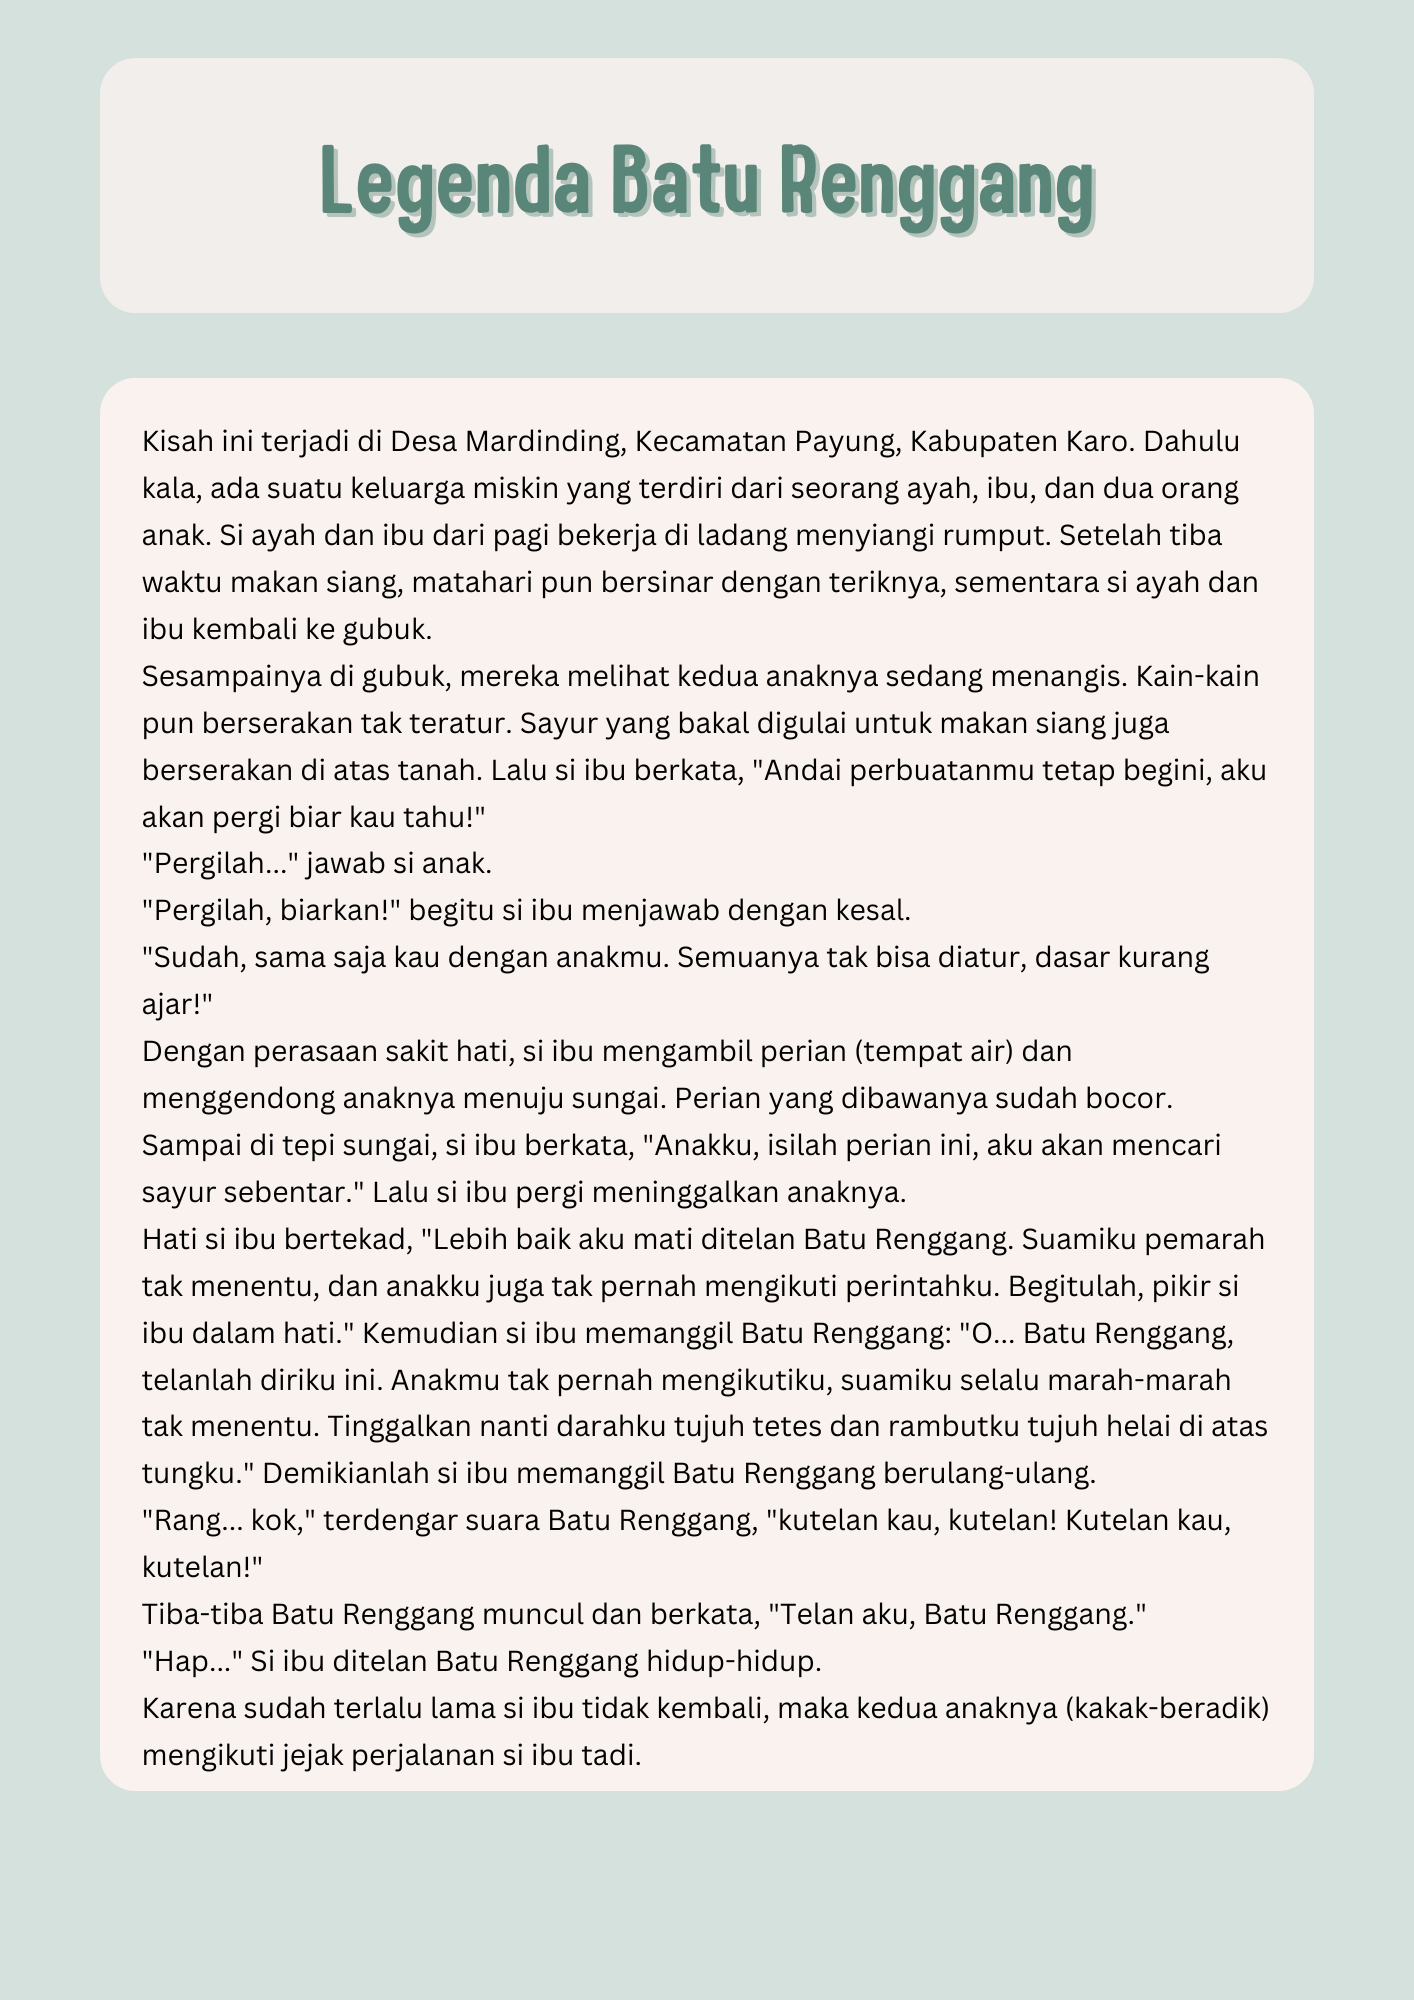 Legenda Batu Renggang
Kisah ini terjadi di Desa Mardinding, Kecamatan Payung, Kabupaten Karo. Dahulu
kala, ada suatu keluarga miskin yang terdiri dari seorang ayah, ibu, dan dua orang
anak. Si ayah dan ibu dari pagi bekerja di ladang menyiangi rumput. Setelah tiba
waktu makan siang, matahari pun bersinar dengan teriknya, sementara si ayah dan
ibu kembali ke gubuk.
Sesampainya di gubuk, mereka melihat kedua anaknya sedang menangis. Kain-kain
pun berserakan tak teratur. Sayur yang bakal digulai untuk makan siang juga
berserakan di atas tanah. Lalu si ibu berkata, "Andai perbuatanmu tetap begini, aku
akan pergi biar kau tahu!"
"Pergilah..." jawab si anak.
"Pergilah, biarkan!" begitu si ibu menjawab dengan kesal.
"Sudah, sama saja kau dengan anakmu. Semuanya tak bisa diatur, dasar kurang
ajar!"
Dengan perasaan sakit hati, si ibu mengambil perian (tempat air) dan
menggendong anaknya menuju sungai. Perian yang dibawanya sudah bocor.
Sampai di tepi sungai, si ibu berkata, "Anakku, isilah perian ini, aku akan mencari
sayur sebentar." Lalu si ibu pergi meninggalkan anaknya.
Hati si ibu bertekad, "Lebih baik aku mati ditelan Batu Renggang. Suamiku pemarah
tak menentu, dan anakku juga tak pernah mengikuti perintahku. Begitulah, pikir si
ibu dalam hati." Kemudian si ibu memanggil Batu Renggang: "O... Batu Renggang,
telanlah diriku ini. Anakmu tak pernah mengikutiku, suamiku selalu marah-marah
tak menentu. Tinggalkan nanti darahku tujuh tetes dan rambutku tujuh helai di atas
tungku." Demikianlah si ibu memanggil Batu Renggang berulang-ulang.
"Rang... kok," terdengar suara Batu Renggang, "kutelan kau, kutelan! Kutelan kau,
kutelan!"
Tiba-tiba Batu Renggang muncul dan berkata, "Telan aku, Batu Renggang."
"Hap..." Si ibu ditelan Batu Renggang hidup-hidup.
Karena sudah terlalu lama si ibu tidak kembali, maka kedua anaknya (kakak-beradik)
mengikuti jejak perjalanan si ibu tadi.